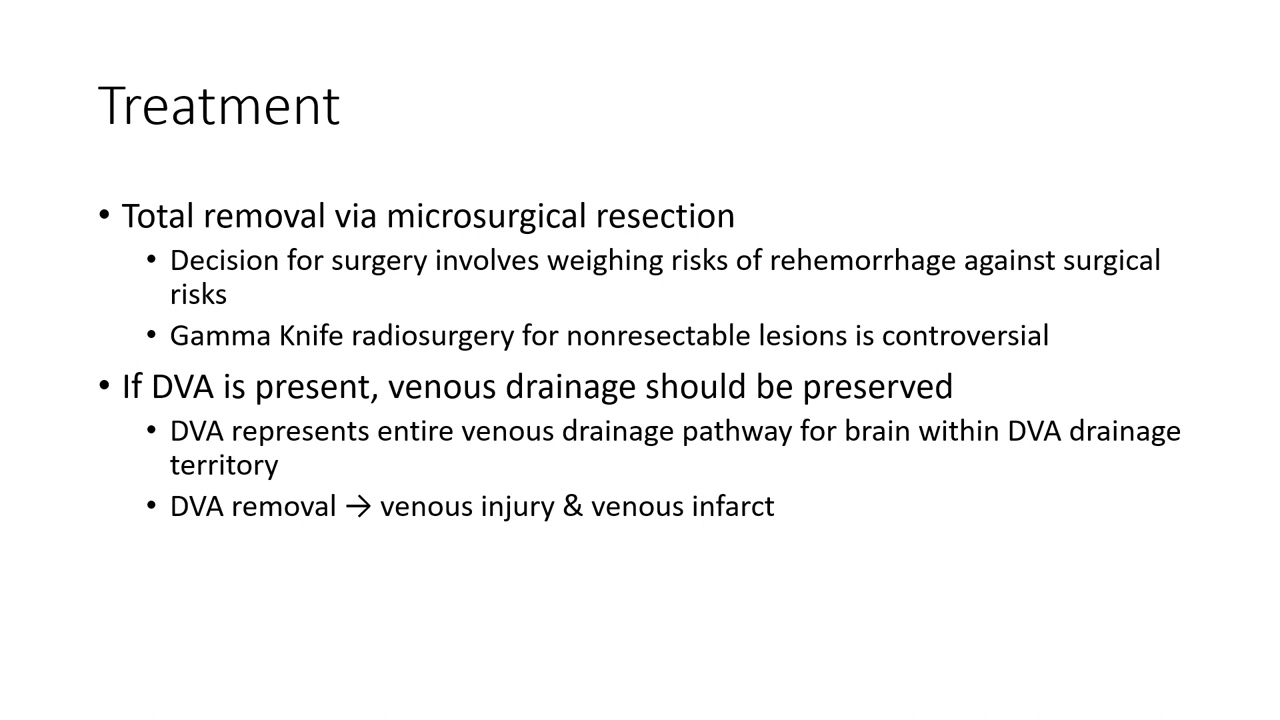 Treatment
• Total removal via microsurgical resection
• Decision for surgery involves weighing risks of rehemorrhage against surgical
risks
• Gamma Knife radiosurgery for nonresectable lesions is controversial
• If DVA is present, venous drainage should be preserved
• DVA represents entire venous drainage pathway for brain within DVA drainage
territory
• DVA removal → venous injury & venous infarct